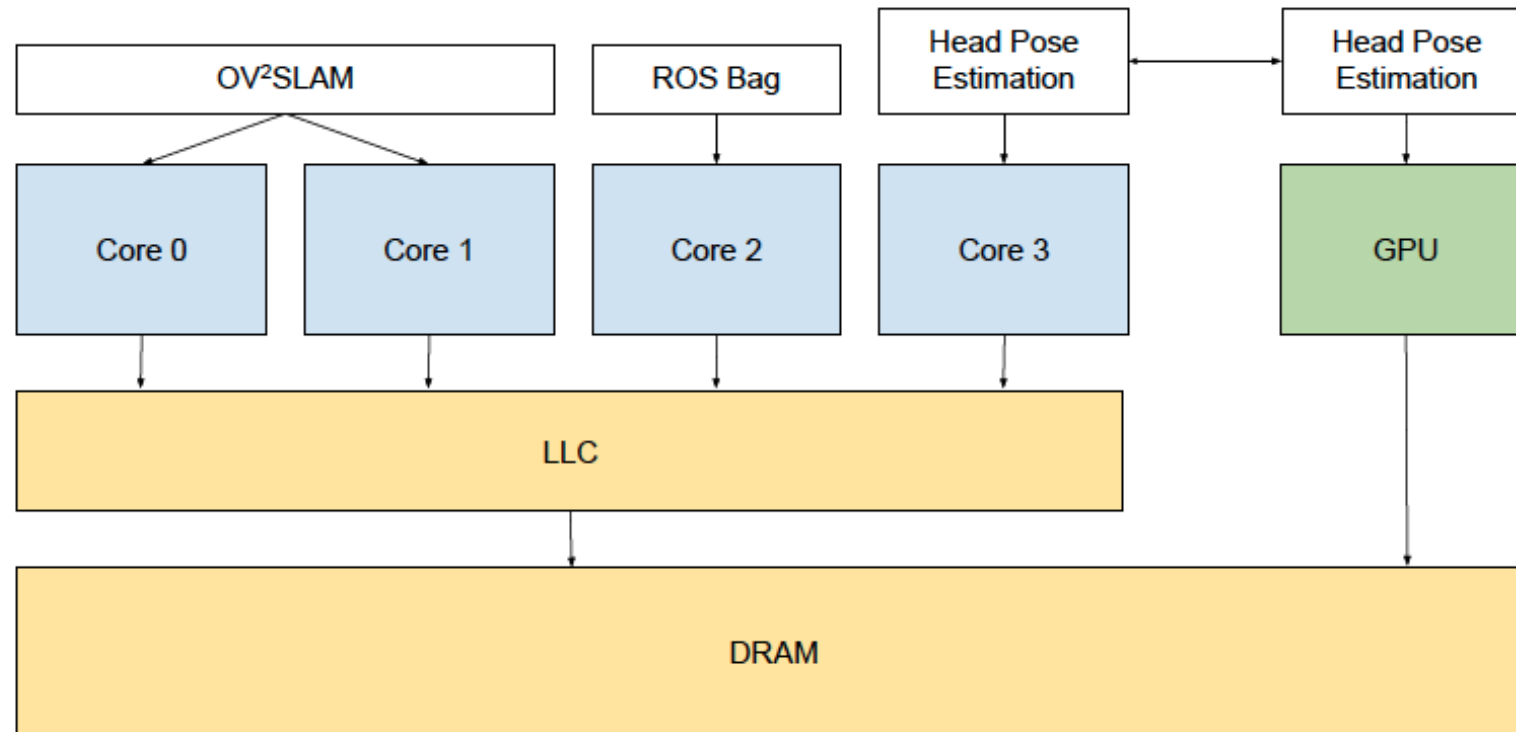 OV²SLAM
ROS Bag
Head Pose
Estimation
Head Pose
Estimation
Core 0
Core 1
Core 2
Core 3
GPU
LLC
DRAM